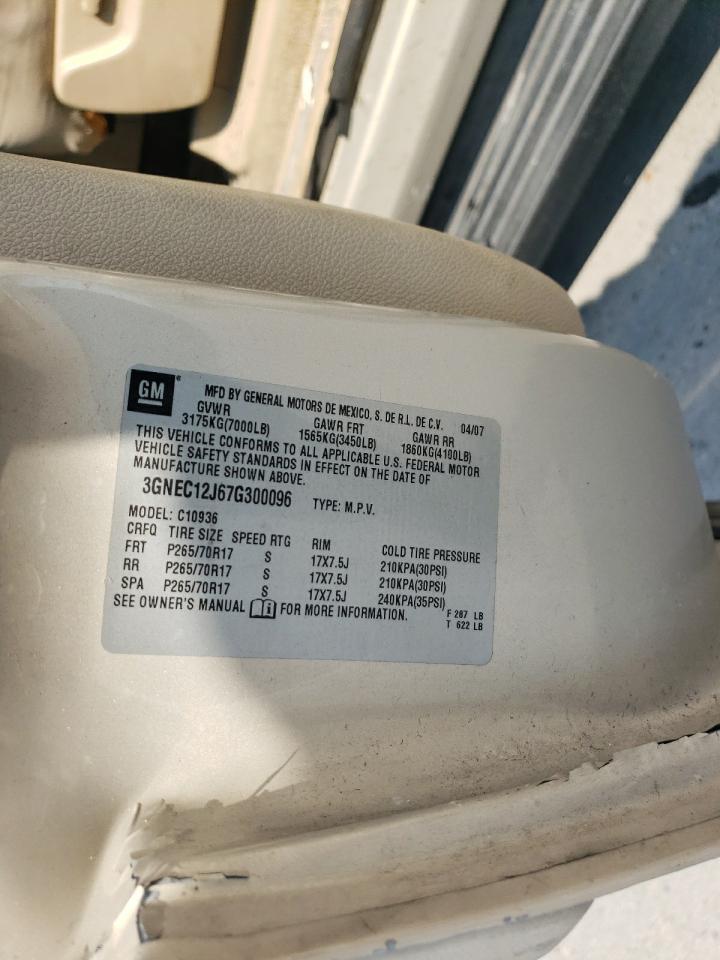 GM
MFD BY GENERAL MOTORS DE MEXICO, S. DE R.L. DE C.V. 04/07
GVWR GAWR FRT GAWR RR
3175KG(7000LB) 1565KG(3450LB) 1860KG(4100LB)
THIS VEHICLE CONFORMS TO ALL APPLICABLE U.S. FEDERAL MOTOR
VEHICLE SAFETY STANDARDS IN EFFECT ON THE DATE OF
MANUFACTURE SHOWN ABOVE.
3GNEC12J67G300096 TYPE: M.P.V.
MODEL: C10936
CRFQ TIRE SIZE SPEED RTG RIM COLD TIRE PRESSURE
FRT P265/70R17 S 17X7.5J 210KPA(30PSI)
RR P265/70R17 S 17X7.5J 210KPA(30PSI)
SPA P265/70R17 S 17X7.5J 240KPA(35PSI)
SEE OWNER'S MANUAL FOR MORE INFORMATION. F 287 LB
T 622 LB